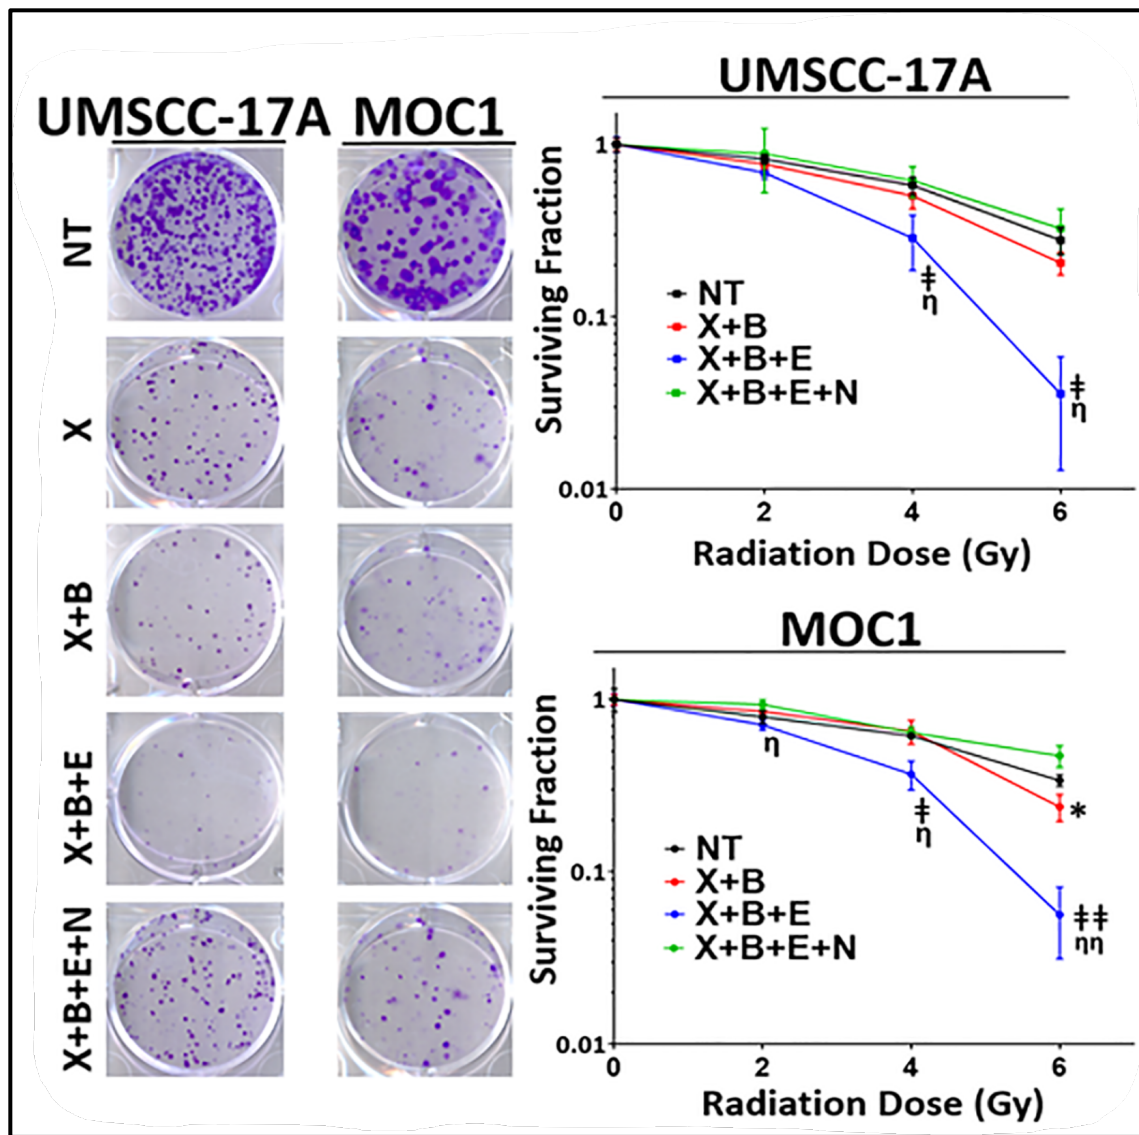 UMSCC-17A MOC1
NT
X
X+B
X+B+E
X+B+E+N
UMSCC-17A
Surviving Fraction
1
0.1
0.01
NT
X+B
X+B+E
X+B+E+N
ǂ
η
ǂ
η
0 2 4 6
Radiation Dose (Gy)
MOC1
Surviving Fraction
1
0.1
0.01
NT
X+B
X+B+E
X+B+E+N
η
ǂ
η
*
ǂǂ
ηη
0 2 4 6
Radiation Dose (Gy)